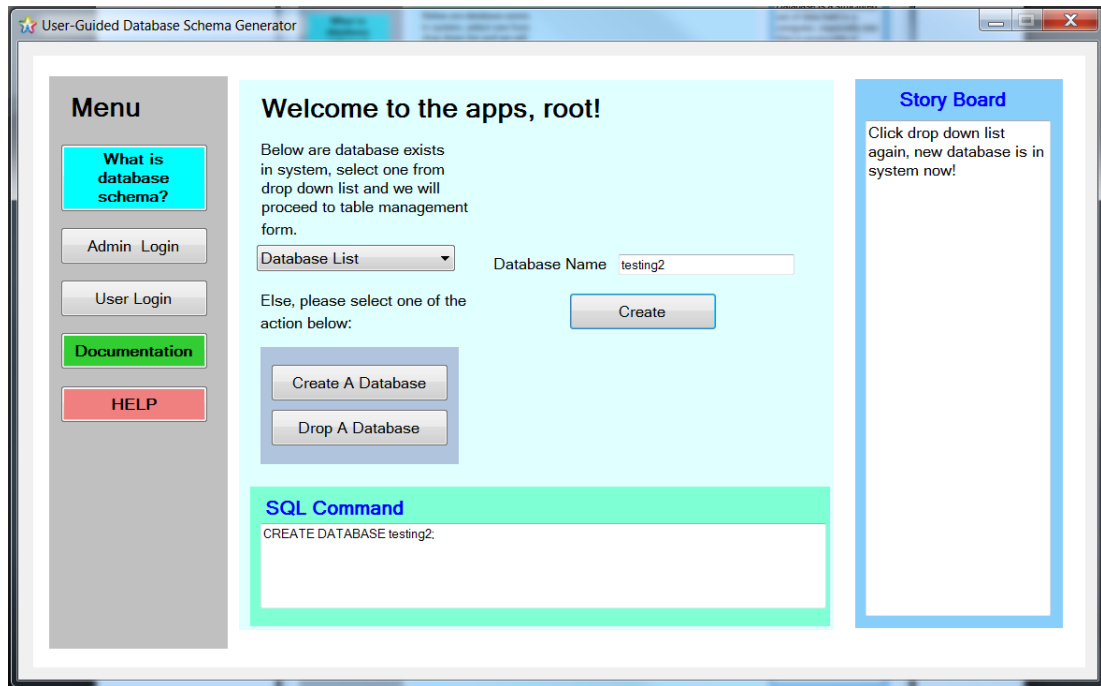 User-Guided Database Schema Generator
Menu
What is
database
schema?
Admin Login
User Login
Documentation
HELP
Welcome to the apps, root!
Below are database exists
in system, select one from
drop down list and we will
proceed to table management
form.
Database List
Database Name testing2
Create
Else, please select one of the
action below:
Create A Database
Drop A Database
SQL Command
CREATE DATABASE testing2;
Story Board
Click drop down list
again, new database is in
system now!